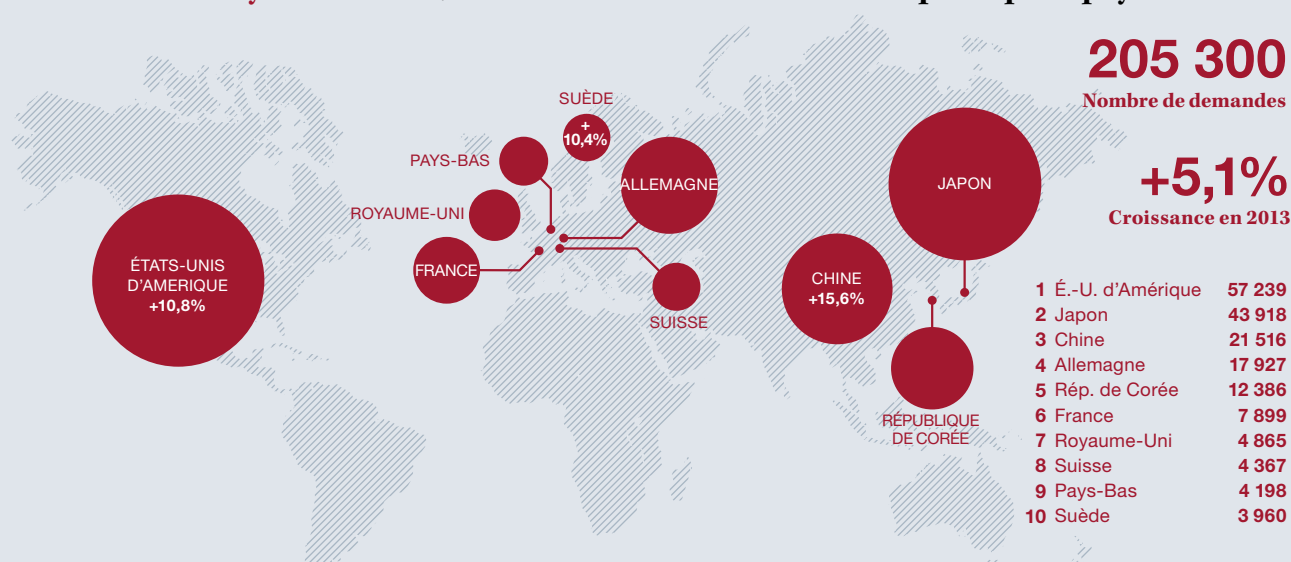 205 300
Nombre de demandes
+5,1%
Croissance en 2013
SUÈDE
+
10,4%
PAYS-BAS
ALLEMAGNE
JAPON
ROYAUME-UNI
FRANCE
ÉTATS-UNIS
D’AMERIQUE
+10,8%
CHINE
+15,6%
SUISSE
RÉPUBLIQUE
DE CORÉE
1 É.-U. d’Amérique 57 239
2 Japon 43 918
3 Chine 21 516
4 Allemagne 17 927
5 Rép. de Corée 12 386
6 France 7 899
7 Royaume-Uni 4 865
8 Suisse 4 367
9 Pays-Bas 4 198
10 Suède 3 960